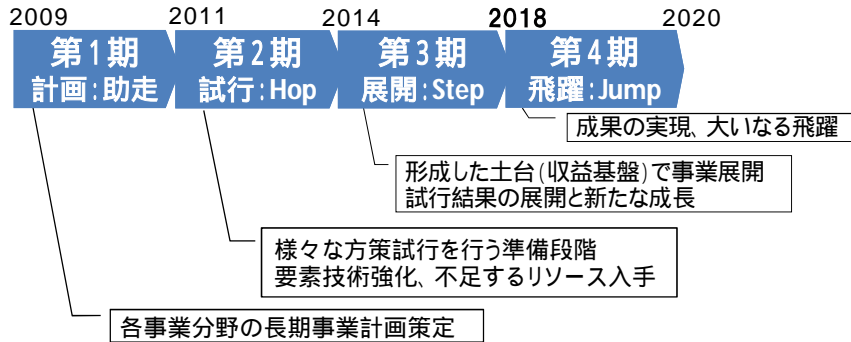 2009 2011 2014 2018 2020
第1期 第2期 第3期 第4期
計画:助走 試行:Hop 展開:Step 飛躍:Jump
成果の実現、大いなる飛躍
形成した土台(収益基盤)で事業展開
試行結果の展開と新たな成長
様々な方策試行を行う準備段階
要素技術強化、不足するリソース入手
各事業分野の長期事業計画策定